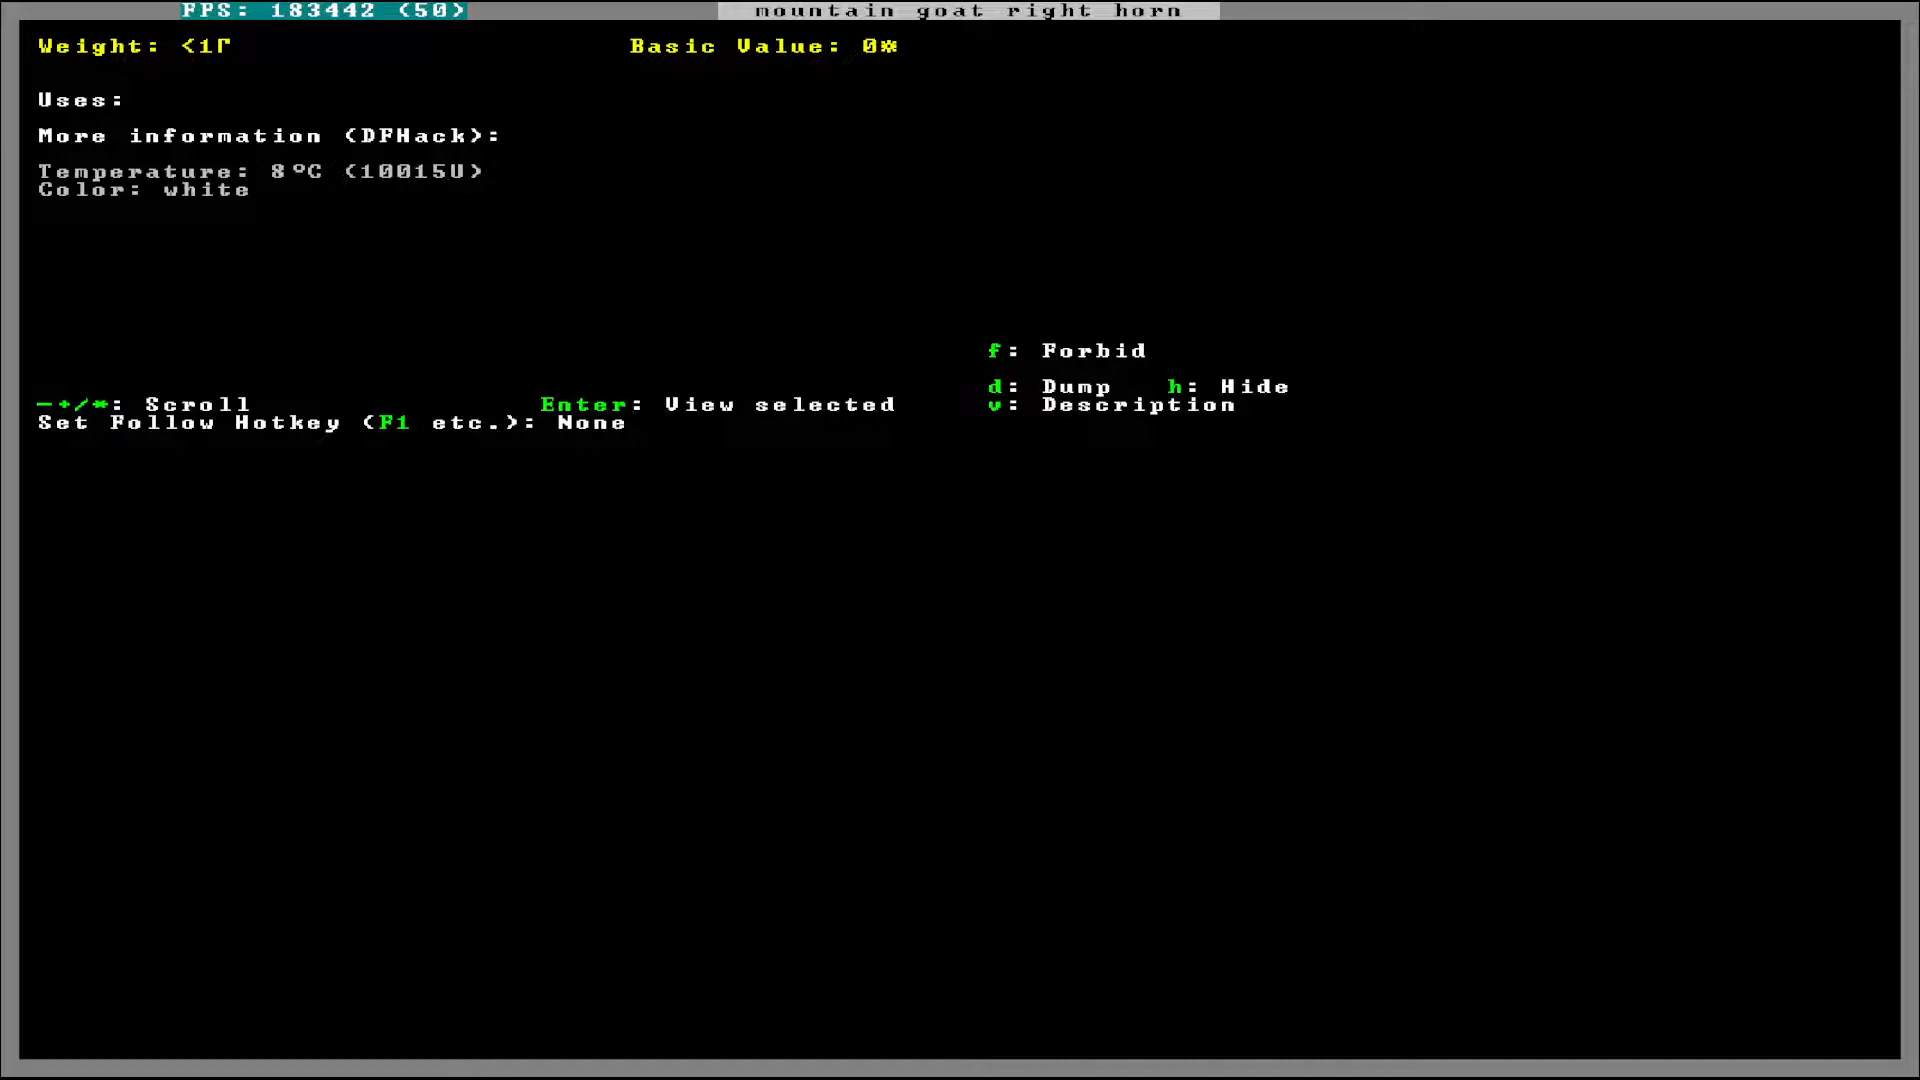 FPS: 183442 (50) mountain goat right horn
Weight: <1Γ Basic Value: 0☼
Uses:
More information (DFHack):
Temperature: 8°C (10015U)
Color: white
f: Forbid
d: Dump h: Hide
-+/*: Scroll Enter: View selected v: Description
Set Follow Hotkey (F1 etc.): None